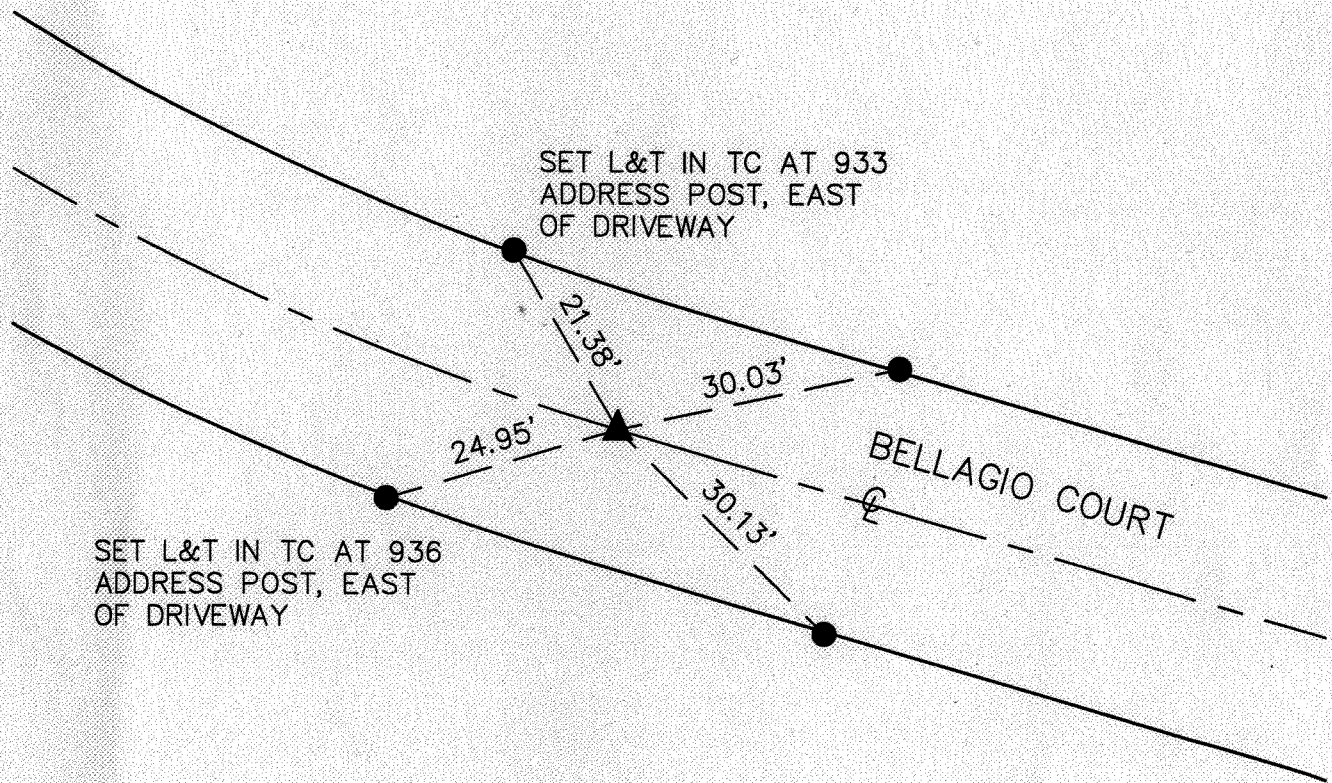 SET L&T IN TC AT 933
ADDRESS POST, EAST
OF DRIVEWAY
21.38'
30.03'
24.95'
BELLAGIO COURT
℄
30.13'
SET L&T IN TC AT 936
ADDRESS POST, EAST
OF DRIVEWAY